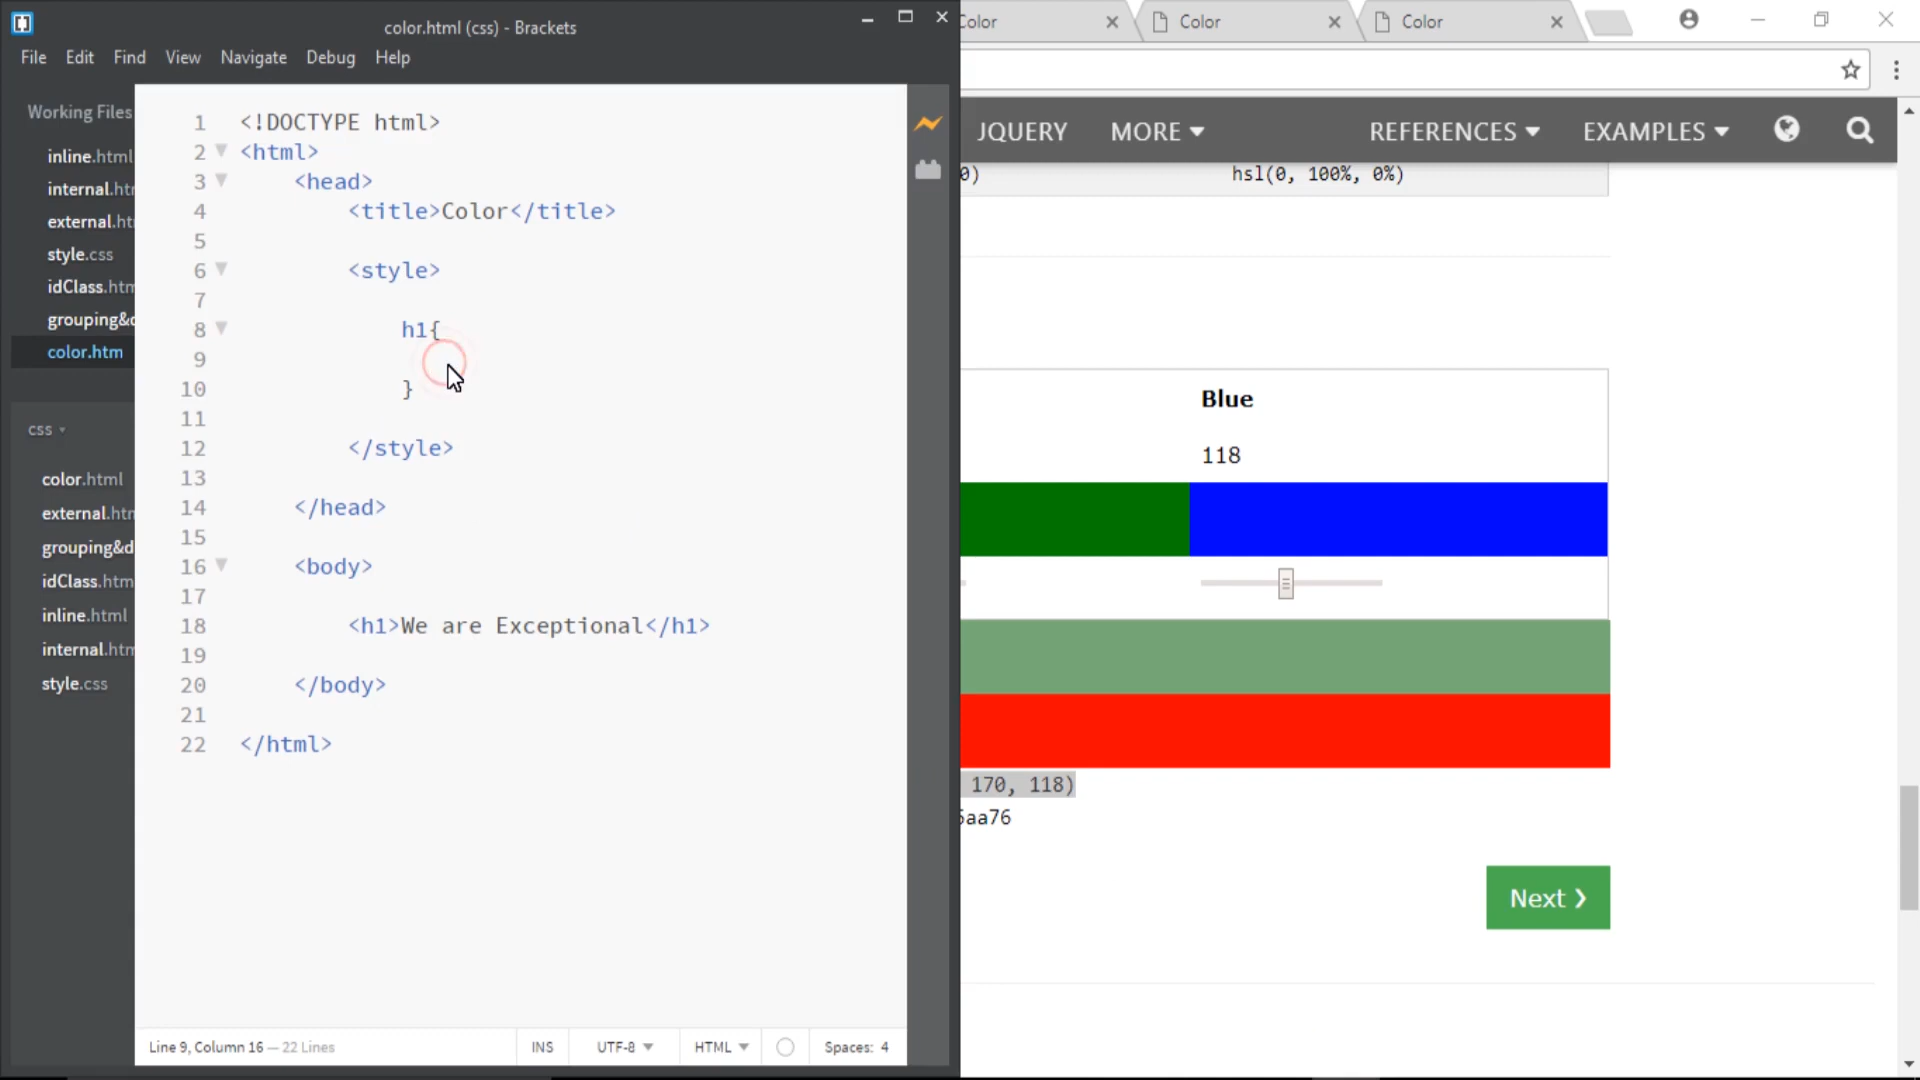 color.html (css) - Brackets
File Edit Find View Navigate Debug Help
Working Files
inline.html
internal.htm
external.htm
style.css
idClass.htm
grouping&d
color.htm
css
color.html
external.htm
grouping&d
idClass.htm
inline.html
internal.htm
style.css
1 <!DOCTYPE html>
2 <html>
3 <head>
4 <title>Color</title>
5
6 <style>
7
8 h1{
9
10 }
11
12 </style>
13
14 </head>
15
16 <body>
17
18 <h1>We are Exceptional</h1>
19
20 </body>
21
22 </html>
Line 9, Column 16 — 22 Lines INS UTF-8 HTML Spaces: 4
Color Color Color
JQUERY MORE REFERENCES EXAMPLES
0) hsl(0, 100%, 0%)
Blue
118
170, 118)
aa76
Next ❯